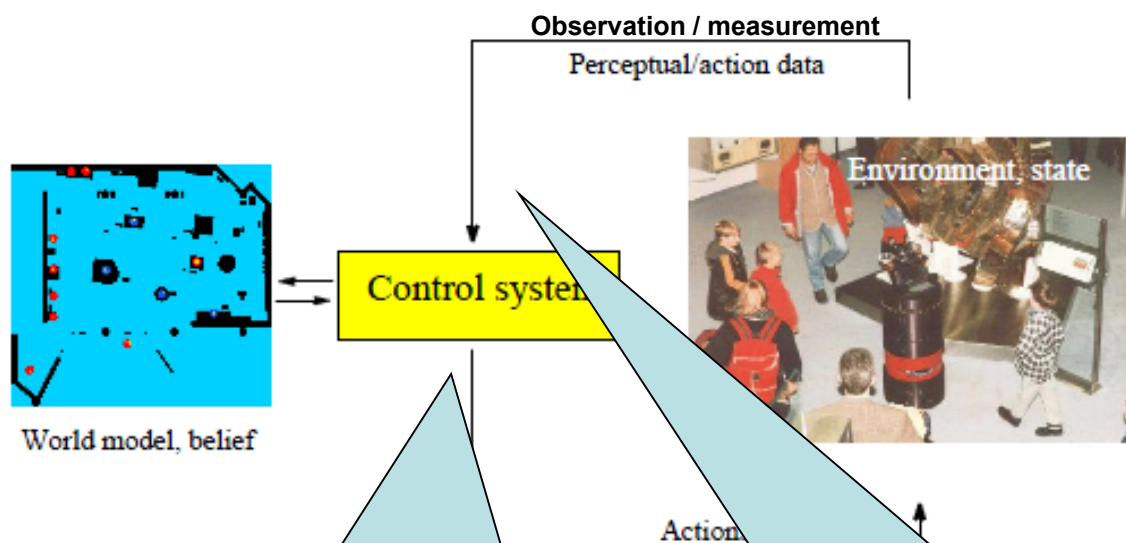 Observation / measurement
Perceptual/action data
Environment, state
Control system
World model, belief
Action